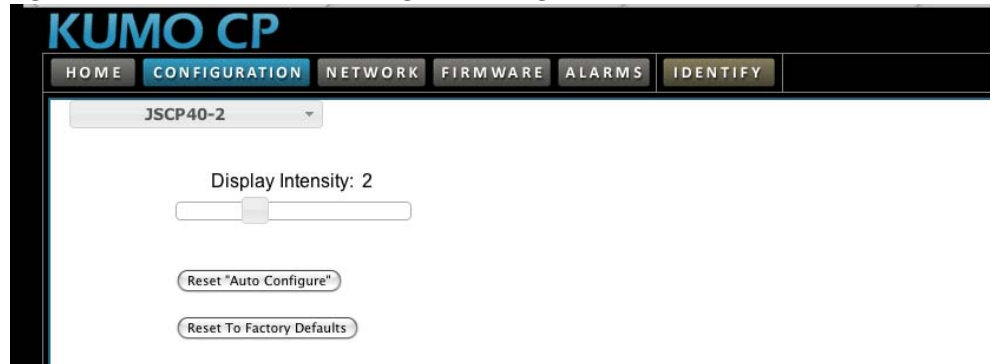 KUMO CP
HOME CONFIGURATION NETWORK FIRMWARE ALARMS IDENTIFY
JSCP40-2
Display Intensity: 2
Reset "Auto Configure"
Reset To Factory Defaults